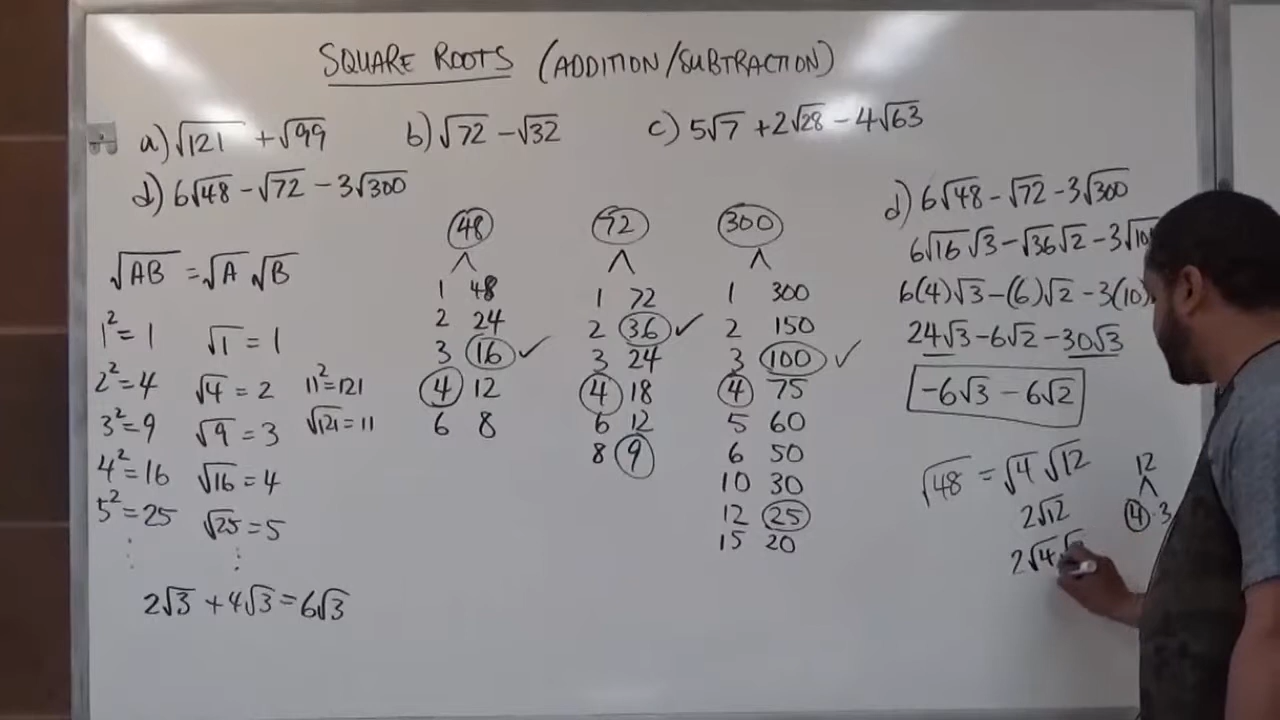 SQUARE ROOTS (ADDITION/SUBTRACTION)
a) √121 + √99
b) √72 - √32
c) 5√7 + 2√28 - 4√63
d) 6√48 - √72 - 3√300
√AB = √A √B
1² = 1
2² = 4
3² = 9
4² = 16
5² = 25
⋮
√1 = 1
√4 = 2
√9 = 3
√16 = 4
√25 = 5
⋮
11² = 121
√121 = 11
2√3 + 4√3 = 6√3
48
1 48
2 24
3 16 ✓
4 12
6 8
72
1 72
2 36 ✓
3 24
4 18
6 12
8 9
300
1 300
2 150
3 100 ✓
4 75
5 60
6 50
10 30
12 25
15 20
d) 6√48 - √72 - 3√300
6√16 √3 - √36 √2 - 3√10
6(4)√3 - (6)√2 - 3(10)
24√3 - 6√2 - 30√3
-6√3 - 6√2
√48 = √4 √12
2√12
2√4 √
12
4 · 3